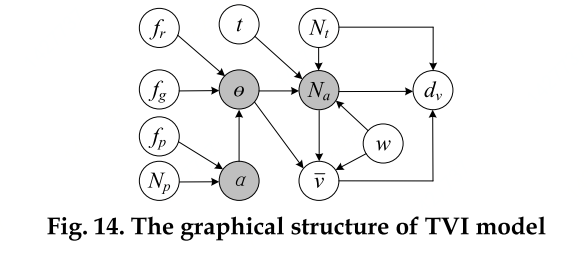 f_r
t
N_t
f_g
ɵ
N_a
d_v
f_p
w
N_p
a
v̄
Fig. 14. The graphical structure of TVI model